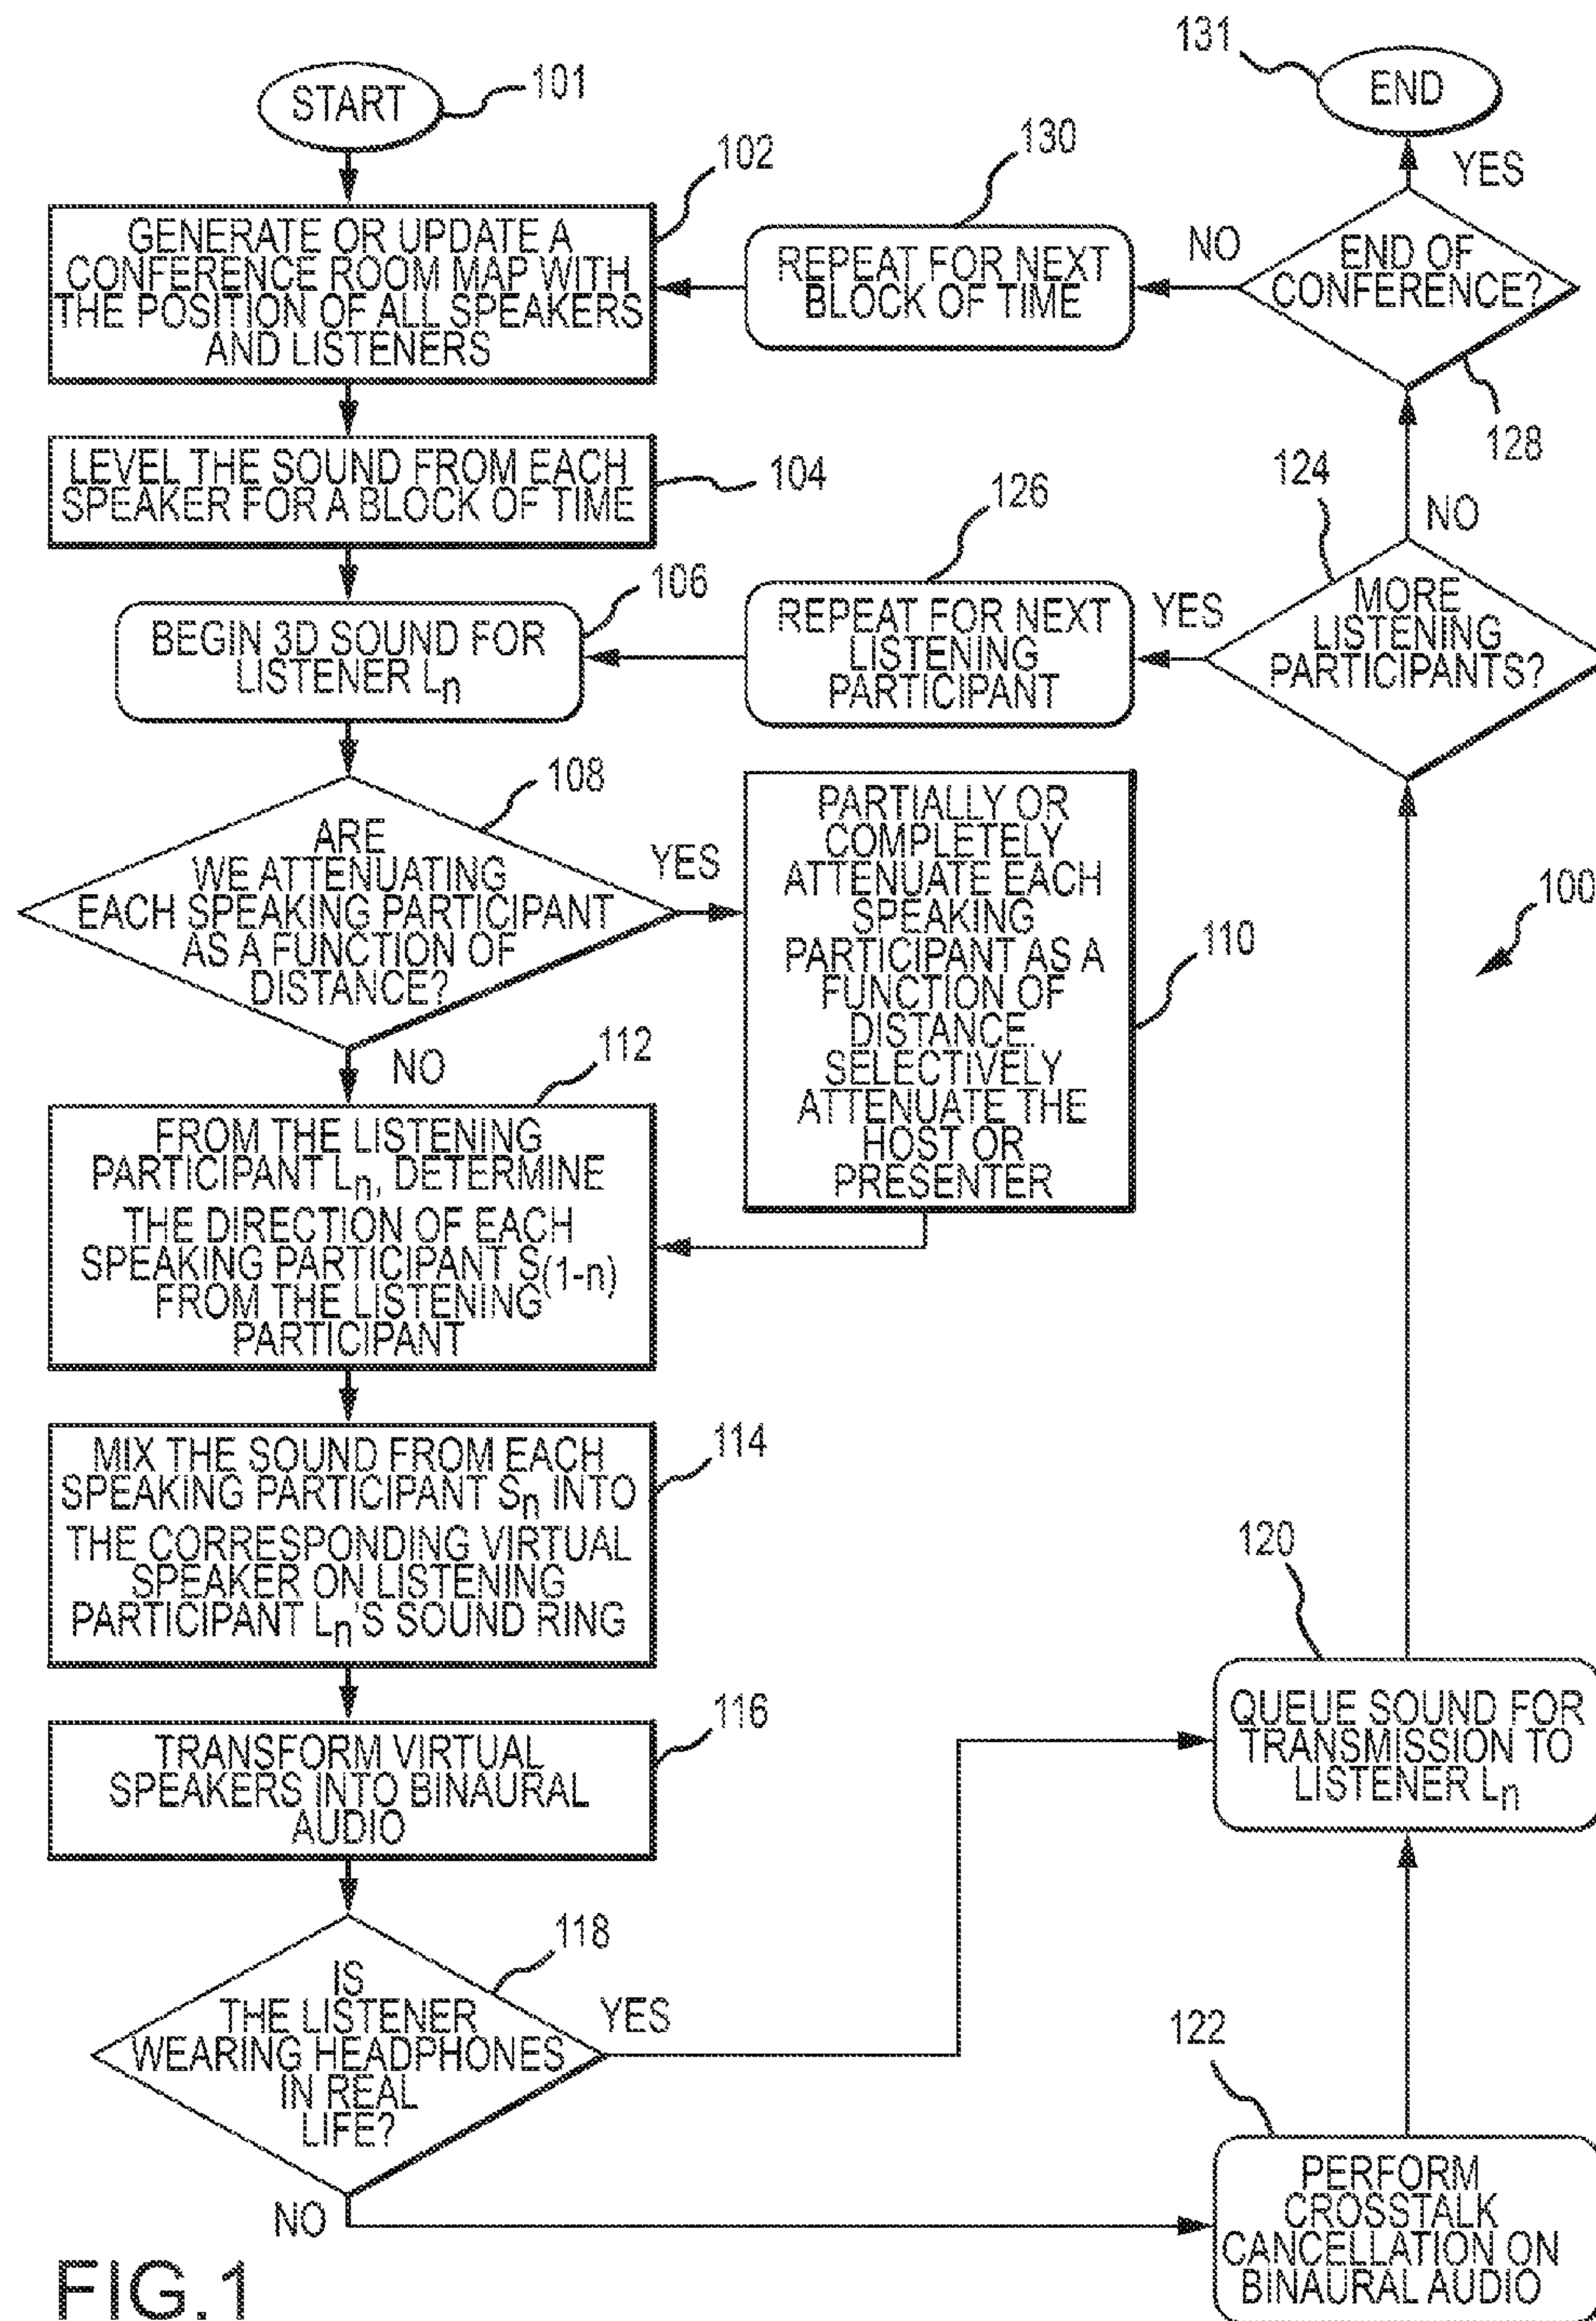 START
101
GENERATE OR UPDATE A
CONFERENCE ROOM MAP WITH
THE POSITION OF ALL SPEAKERS
AND LISTENERS
102
LEVEL THE SOUND FROM EACH
SPEAKER FOR A BLOCK OF TIME
104
BEGIN 3D SOUND FOR
LISTENER Ln
106
ARE
WE ATTENUATING
EACH SPEAKING PARTICIPANT
AS A FUNCTION OF
DISTANCE?
108
YES
NO
PARTIALLY OR
COMPLETELY
ATTENUATE EACH
SPEAKING
PARTICIPANT AS A
FUNCTION OF
DISTANCE.
SELECTIVELY
ATTENUATE THE
HOST OR
PRESENTER
110
FROM THE LISTENING
PARTICIPANT Ln, DETERMINE
THE DIRECTION OF EACH
SPEAKING PARTICIPANT S(1-n)
FROM THE LISTENING
PARTICIPANT
112
MIX THE SOUND FROM EACH
SPEAKING PARTICIPANT Sn INTO
THE CORRESPONDING VIRTUAL
SPEAKER ON LISTENING
PARTICIPANT Ln'S SOUND RING
114
TRANSFORM VIRTUAL
SPEAKERS INTO BINAURAL
AUDIO
116
IS
THE LISTENER
WEARING HEADPHONES
IN REAL
LIFE?
118
YES
NO
PERFORM
CROSSTALK
CANCELLATION ON
BINAURAL AUDIO
122
QUEUE SOUND FOR
TRANSMISSION TO
LISTENER Ln
120
100
MORE
LISTENING
PARTICIPANTS?
124
YES
NO
REPEAT FOR NEXT
LISTENING
PARTICIPANT
126
END OF
CONFERENCE?
128
NO
YES
REPEAT FOR NEXT
BLOCK OF TIME
130
END
131
FIG.1